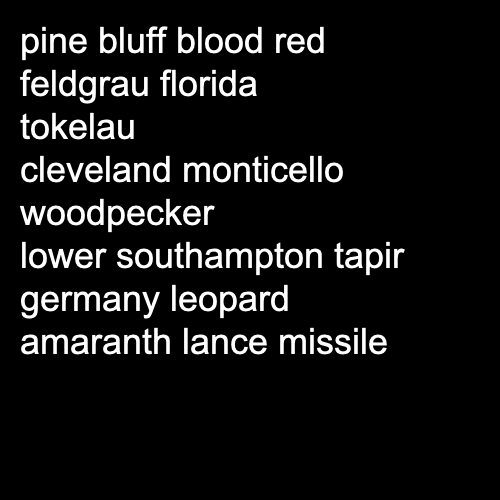 pine bluff blood red
feldgrau florida
tokelau
cleveland monticello
woodpecker
lower southampton tapir
germany leopard
amaranth lance missile